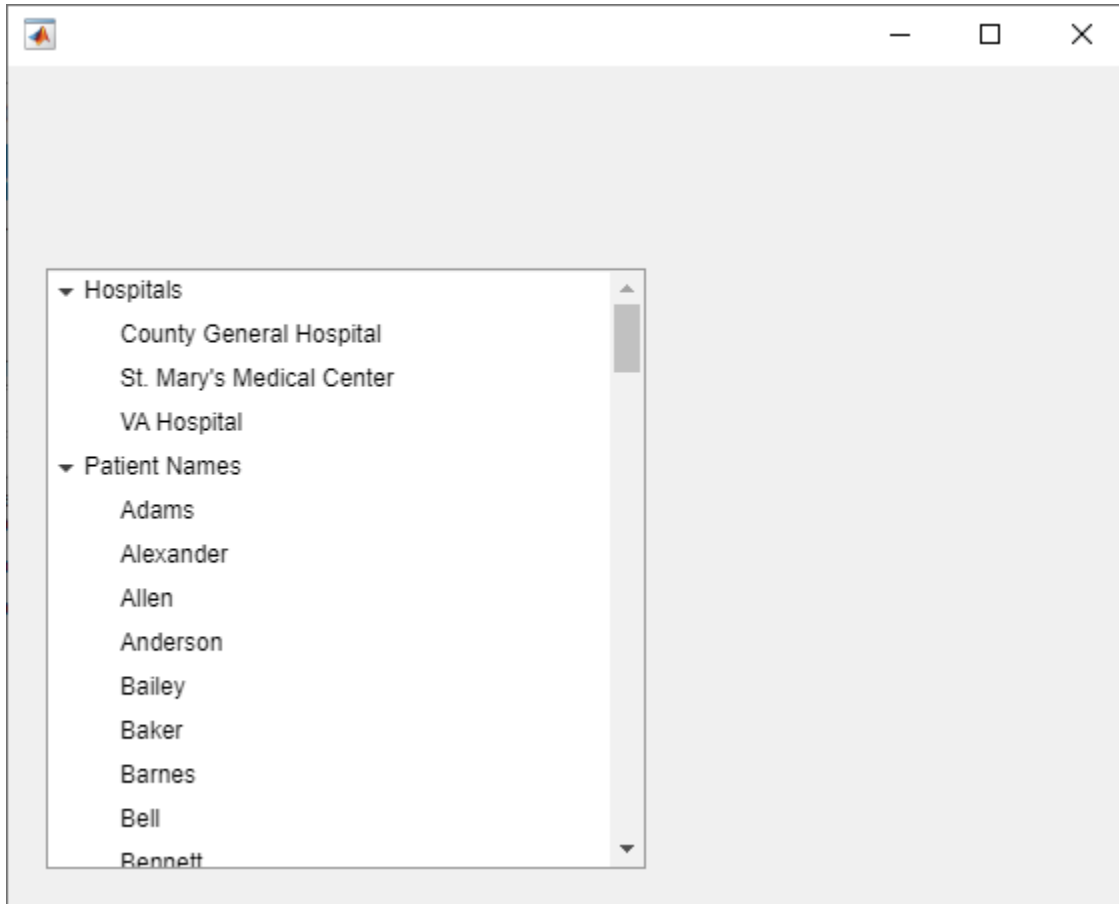 Hospitals
County General Hospital
St. Mary's Medical Center
VA Hospital
Patient Names
Adams
Alexander
Allen
Anderson
Bailey
Baker
Barnes
Bell
Bennett